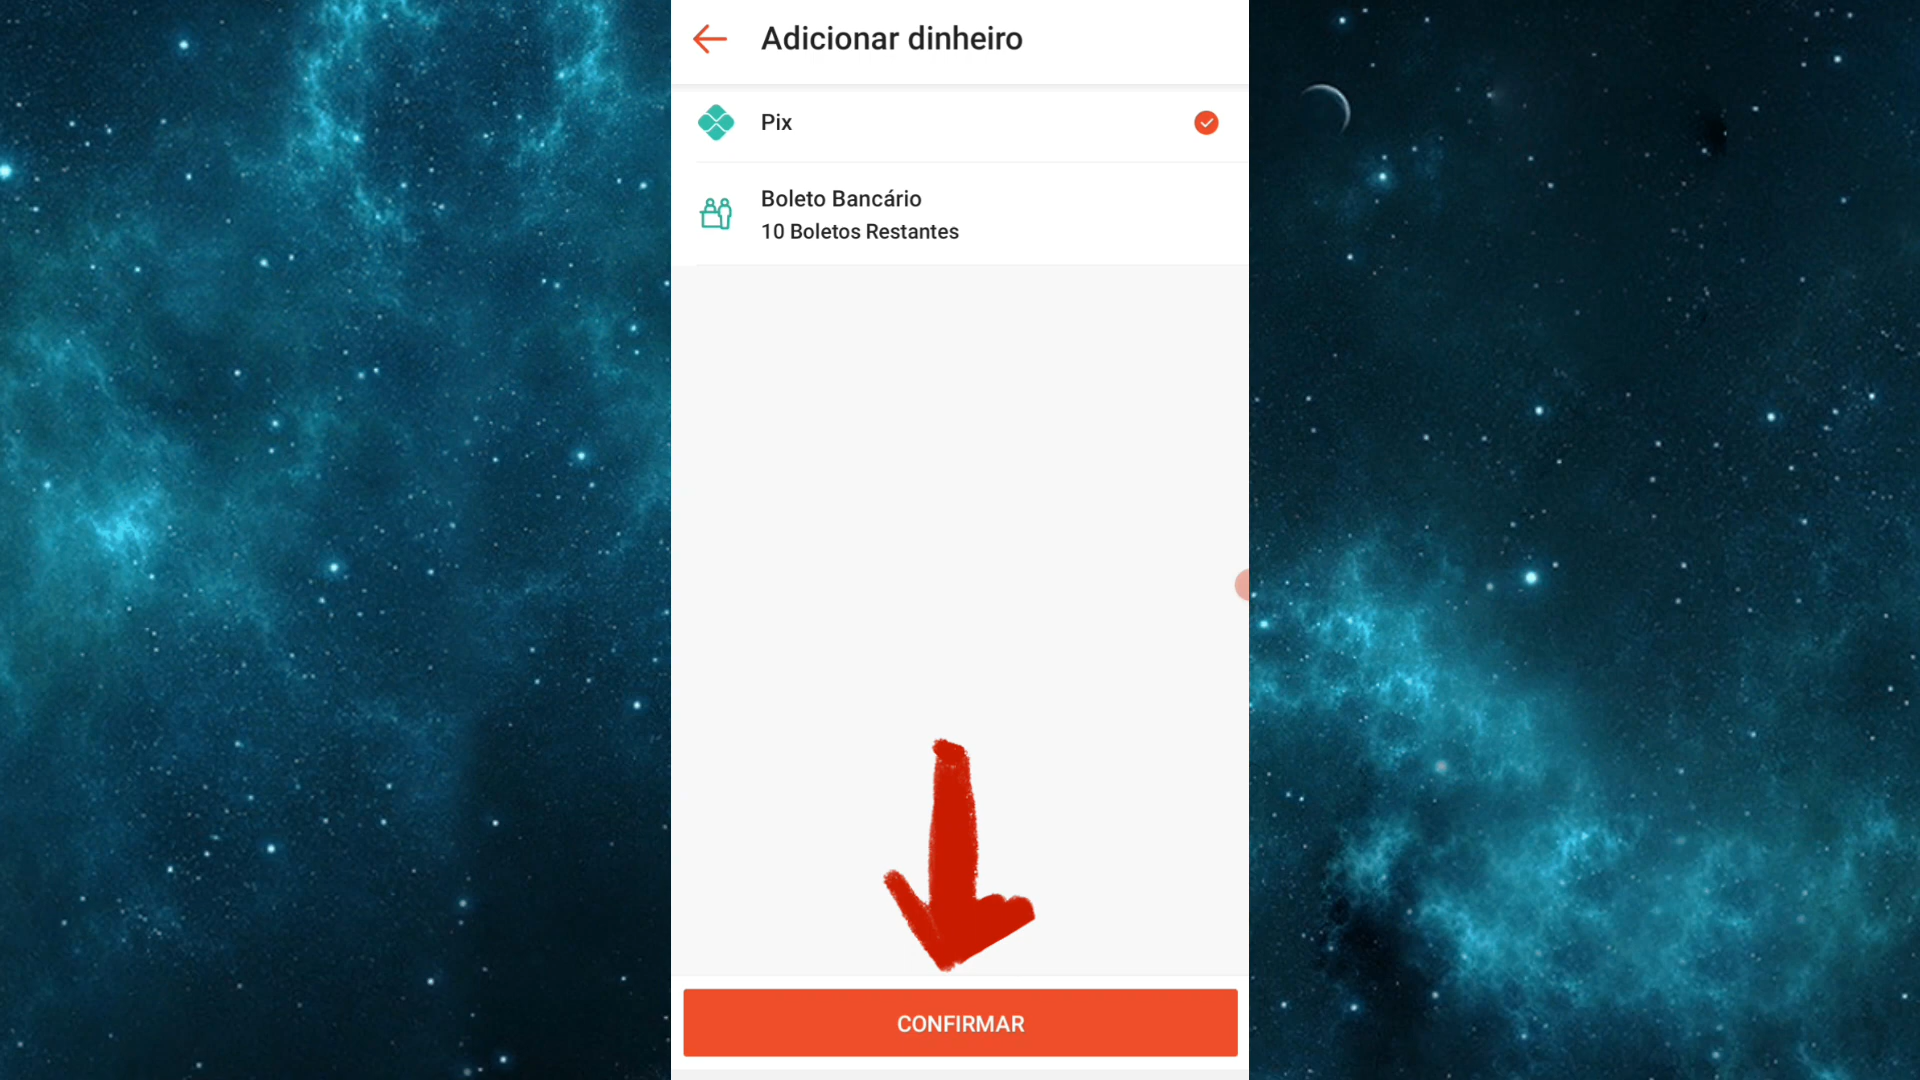 Adicionar dinheiro
Pix
Boleto Bancário
10 Boletos Restantes
CONFIRMAR